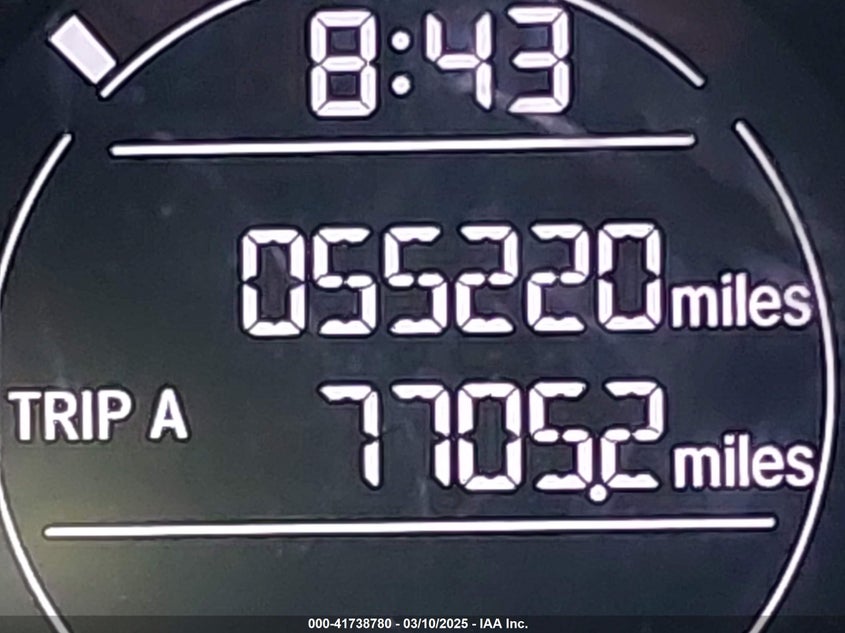 8:43
055220 miles
TRIP A 7705.2 miles
000-41738780 - 03/10/2025 - IAA Inc.